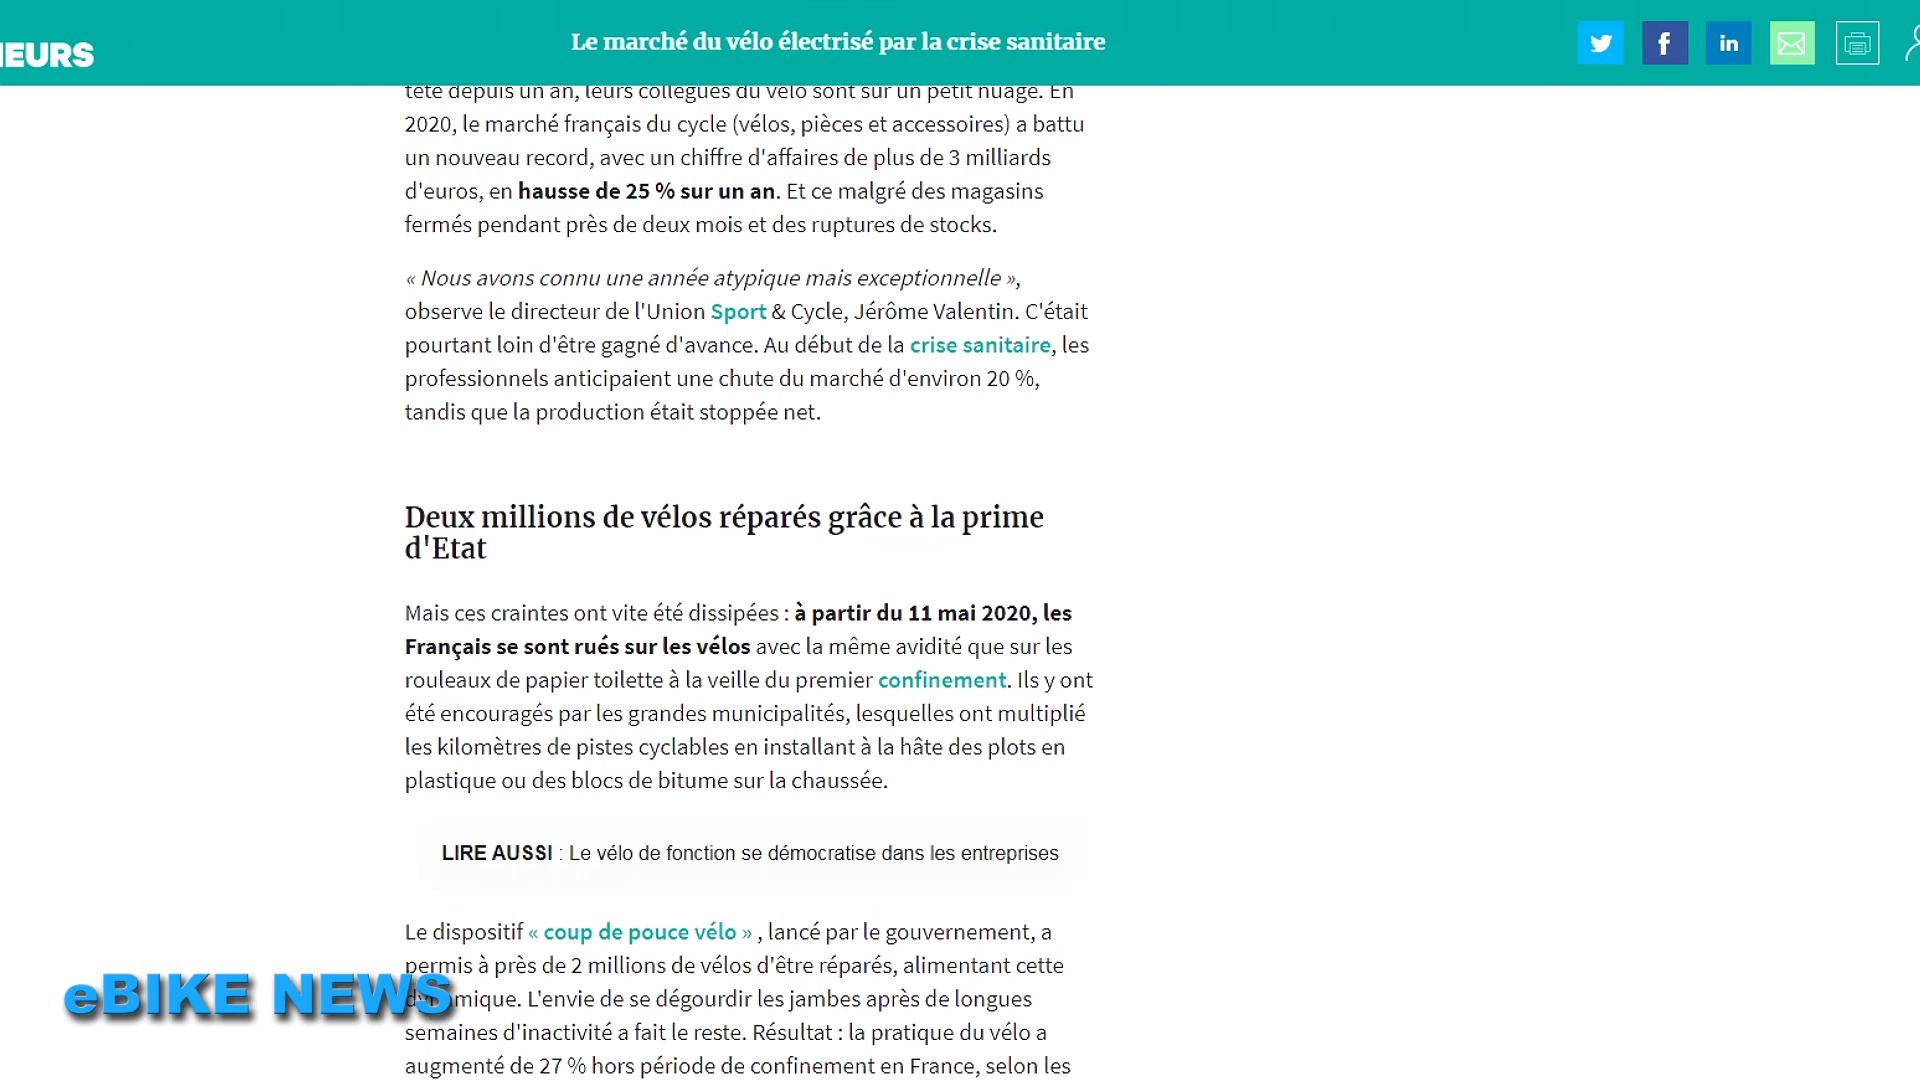 IEURS
Le marché du vélo électrisé par la crise sanitaire
in
tête depuis un an, leurs collègues du vélo sont sur un petit nuage. En
2020, le marché français du cycle (vélos, pièces et accessoires) a battu
un nouveau record, avec un chiffre d'affaires de plus de 3 milliards
d'euros, en hausse de 25 % sur un an. Et ce malgré des magasins
fermés pendant près de deux mois et des ruptures de stocks.
« Nous avons connu une année atypique mais exceptionnelle »,
observe le directeur de l'Union Sport & Cycle, Jérôme Valentin. C'était
pourtant loin d'être gagné d'avance. Au début de la crise sanitaire, les
professionnels anticipaient une chute du marché d'environ 20 %,
tandis que la production était stoppée net.
Deux millions de vélos réparés grâce à la prime
d'Etat
Mais ces craintes ont vite été dissipées : à partir du 11 mai 2020, les
Français se sont rués sur les vélos avec la même avidité que sur les
rouleaux de papier toilette à la veille du premier confinement. Ils y ont
été encouragés par les grandes municipalités, lesquelles ont multiplié
les kilomètres de pistes cyclables en installant à la hâte des plots en
plastique ou des blocs de bitume sur la chaussée.
LIRE AUSSI : Le vélo de fonction se démocratise dans les entreprises
Le dispositif « coup de pouce vélo » , lancé par le gouvernement, a
permis à près de 2 millions de vélos d'être réparés, alimentant cette
dynamique. L'envie de se dégourdir les jambes après de longues
semaines d'inactivité a fait le reste. Résultat : la pratique du vélo a
augmenté de 27 % hors période de confinement en France, selon les
eBIKE NEWS